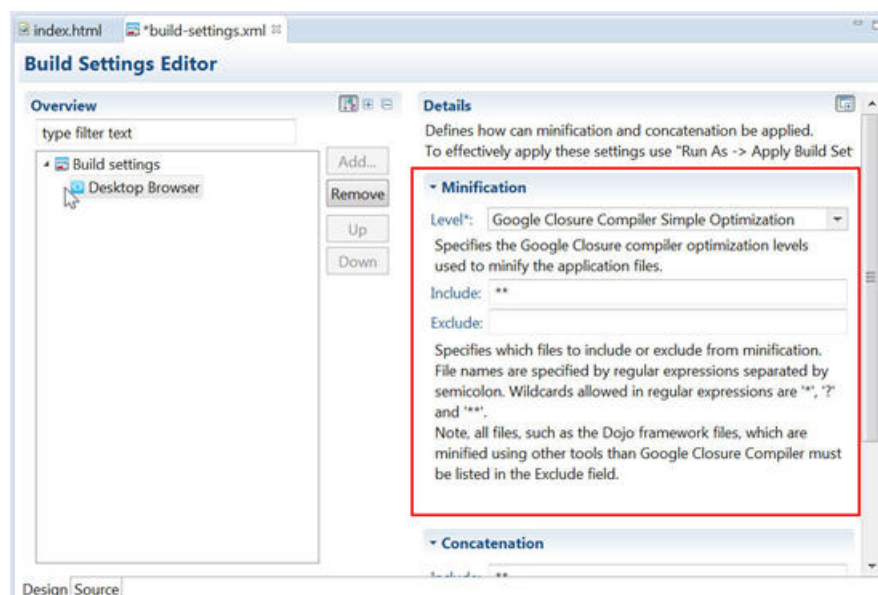 index.html
*build-settings.xml
Build Settings Editor
Overview
type filter text
Build settings
Desktop Browser
Add...
Remove
Up
Down
Details
Defines how can minification and concatenation be applied.
To effectively apply these settings use "Run As -> Apply Build Set
Minification
Level*: Google Closure Compiler Simple Optimization
Specifies the Google Closure compiler optimization levels
used to minify the application files.
Include: **
Exclude:
Specifies which files to include or exclude from minification.
File names are specified by regular expressions separated by
semicolon. Wildcards allowed in regular expressions are '*', '?'
and '**'.
Note, all files, such as the Dojo framework files, which are
minified using other tools than Google Closure Compiler must
be listed in the Exclude field.
Concatenation
Include: **
Design Source